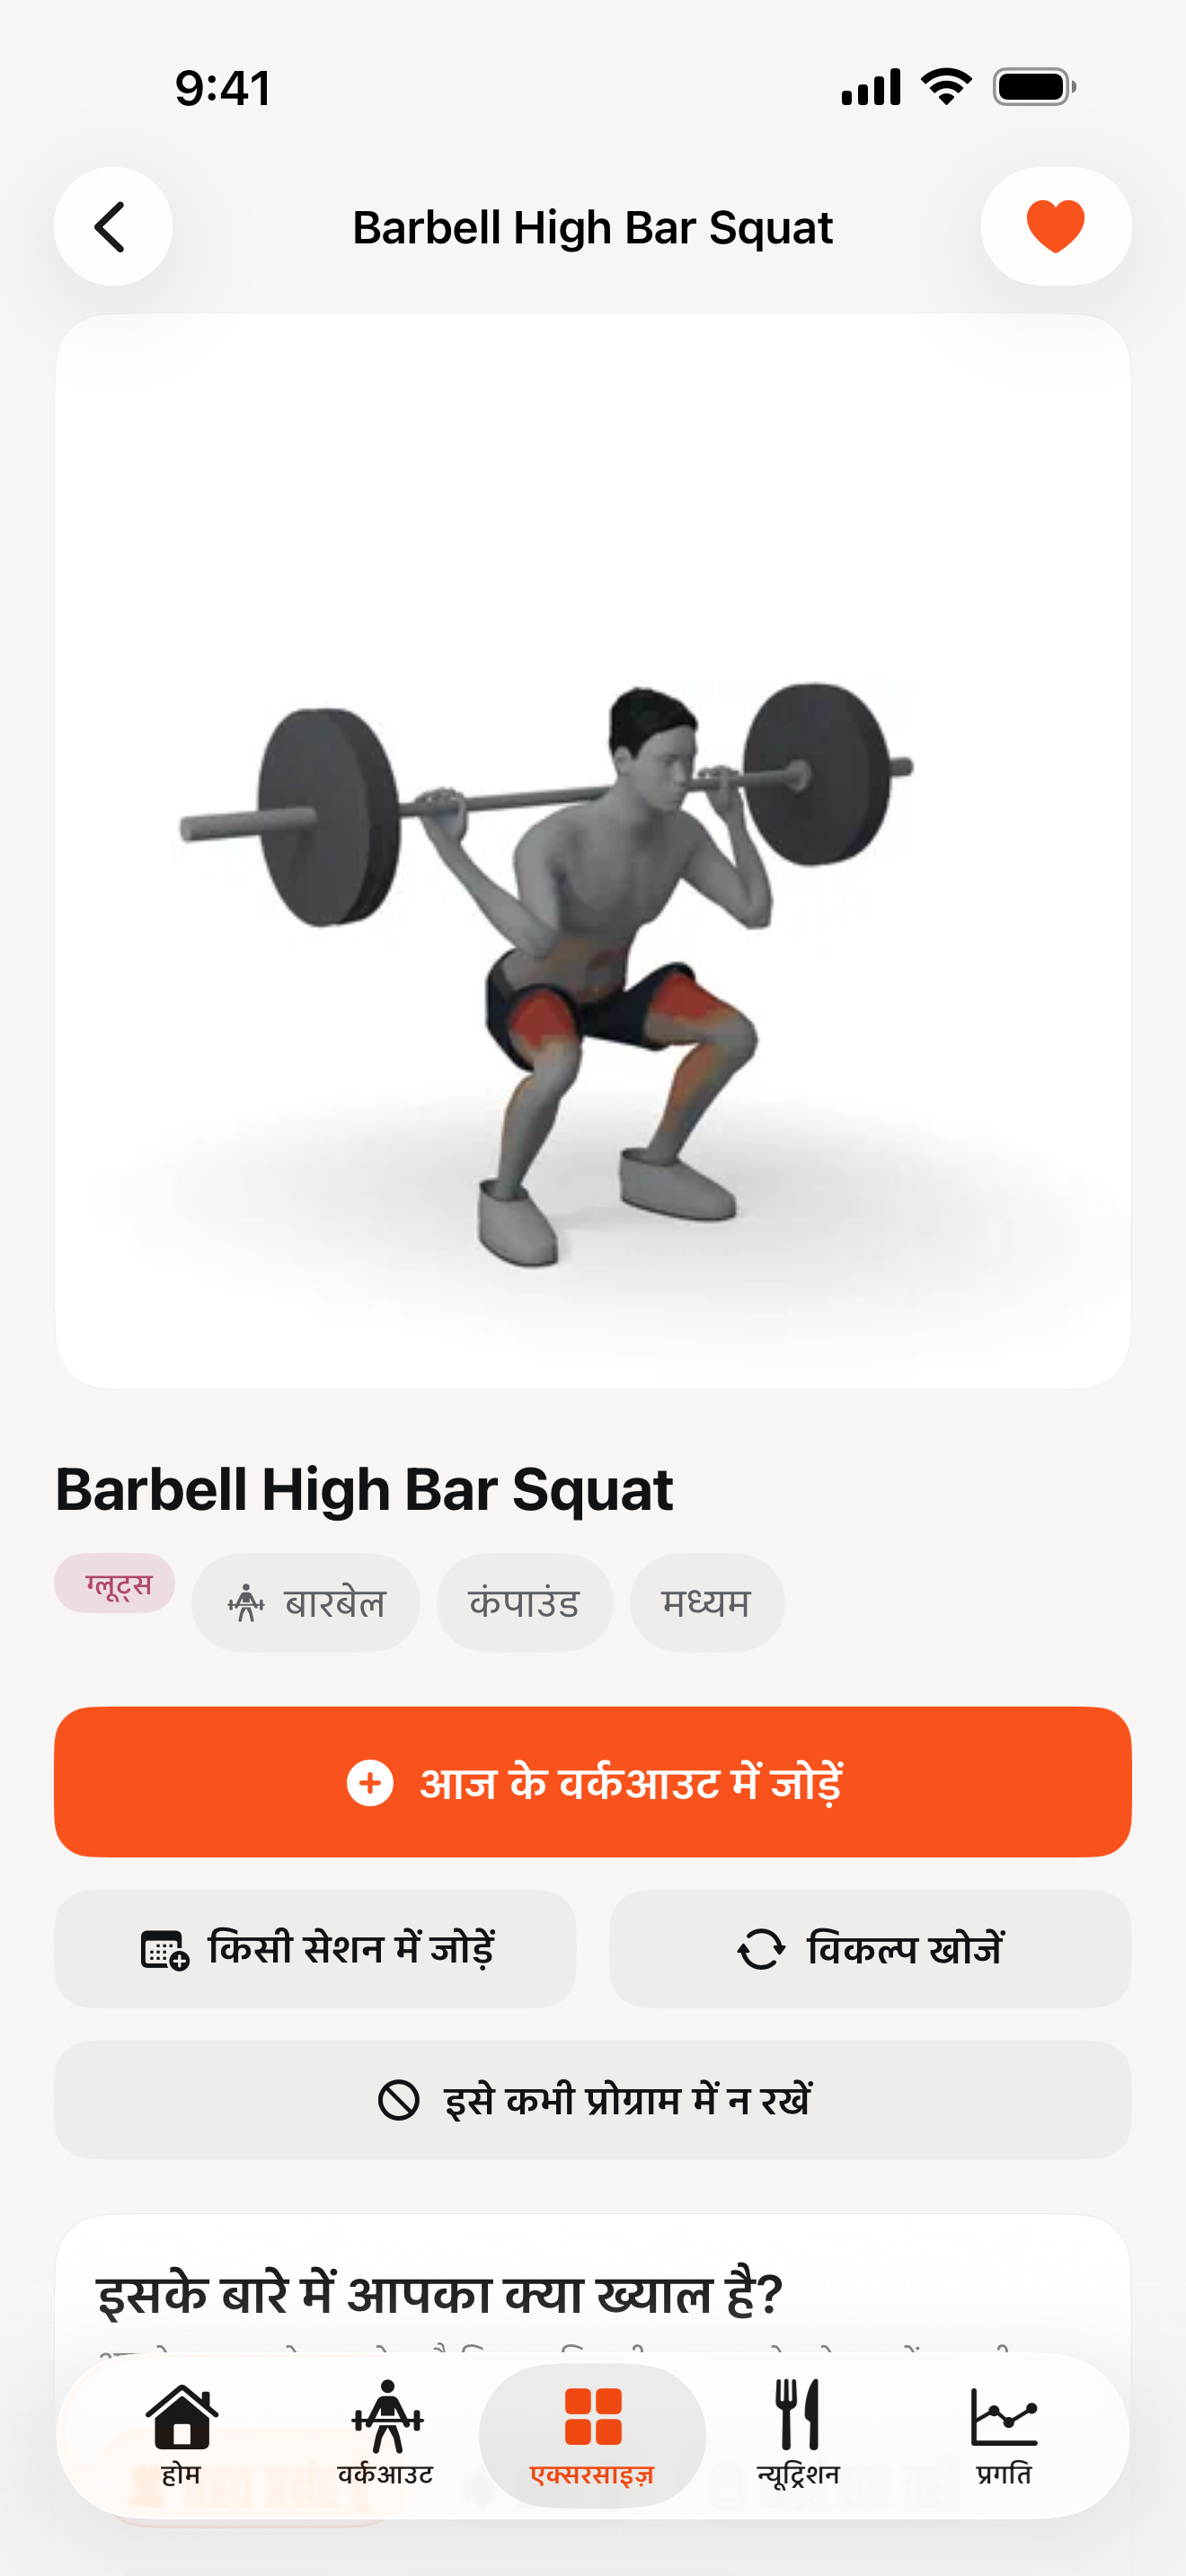 9:41
Barbell High Bar Squat
Barbell High Bar Squat
ग्लूट्स
बारबेल
कंपाउंड
मध्यम
आज के वर्कआउट में जोड़ें
किसी सेशन में जोड़ें
विकल्प खोजें
इसे कभी प्रोग्राम में न रखें
इसके बारे में आपका क्या ख्याल है?
होम
वर्कआउट
एक्सरसाइज़
न्यूट्रिशन
प्रगति